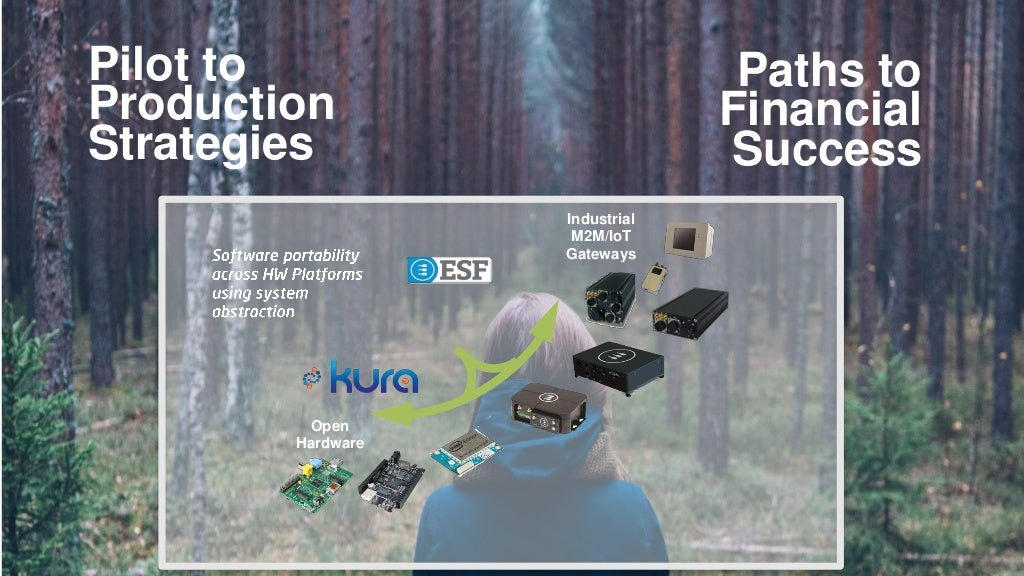 Pilot to
Production
Strategies
Paths to
Financial
Success
Industrial
M2M/IoT
Gateways
Software portability
across HW Platforms
using system
abstraction
ESF
kura
Open
Hardware